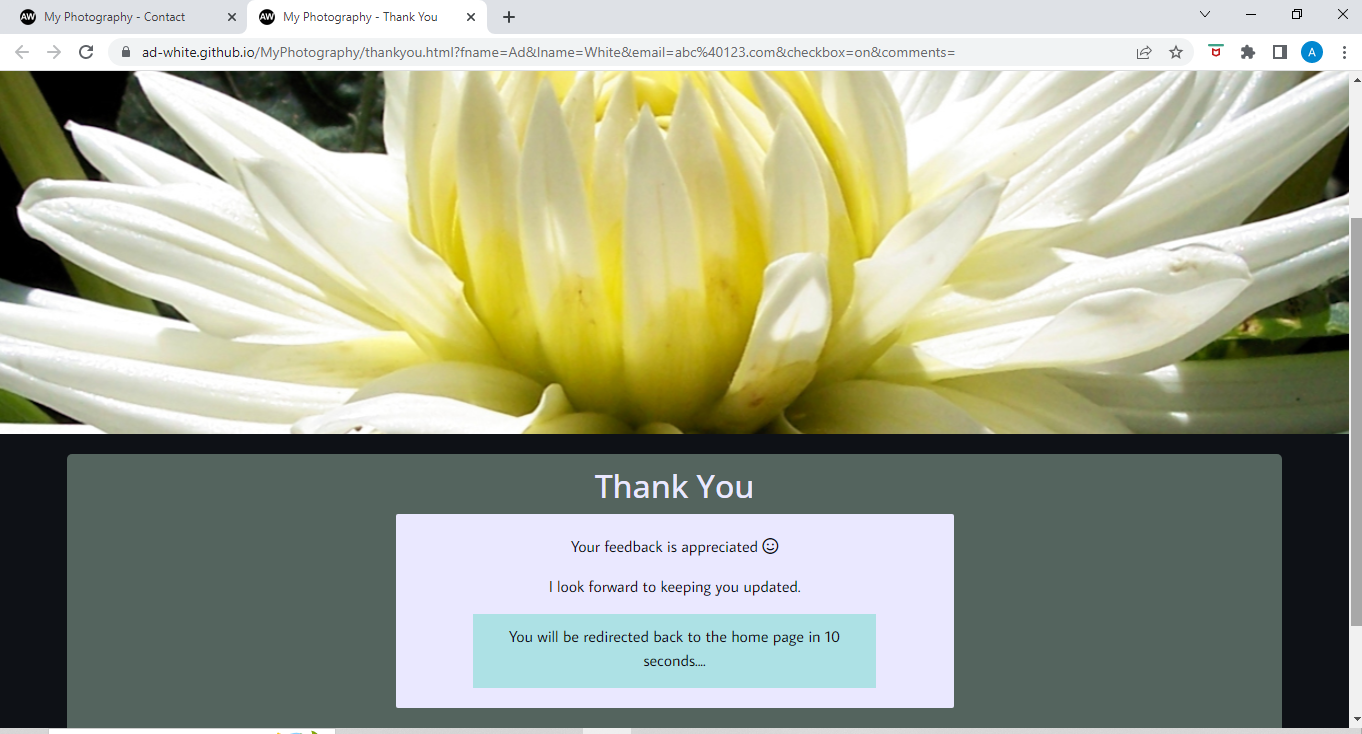 AW My Photography - Contact
AW My Photography - Thank You
ad-white.github.io/MyPhotography/thankyou.html?fname=Ad&lname=White&email=abc%40123.com&checkbox=on&comments=
A
Thank You
Your feedback is appreciated
I look forward to keeping you updated.
You will be redirected back to the home page in 10
seconds....